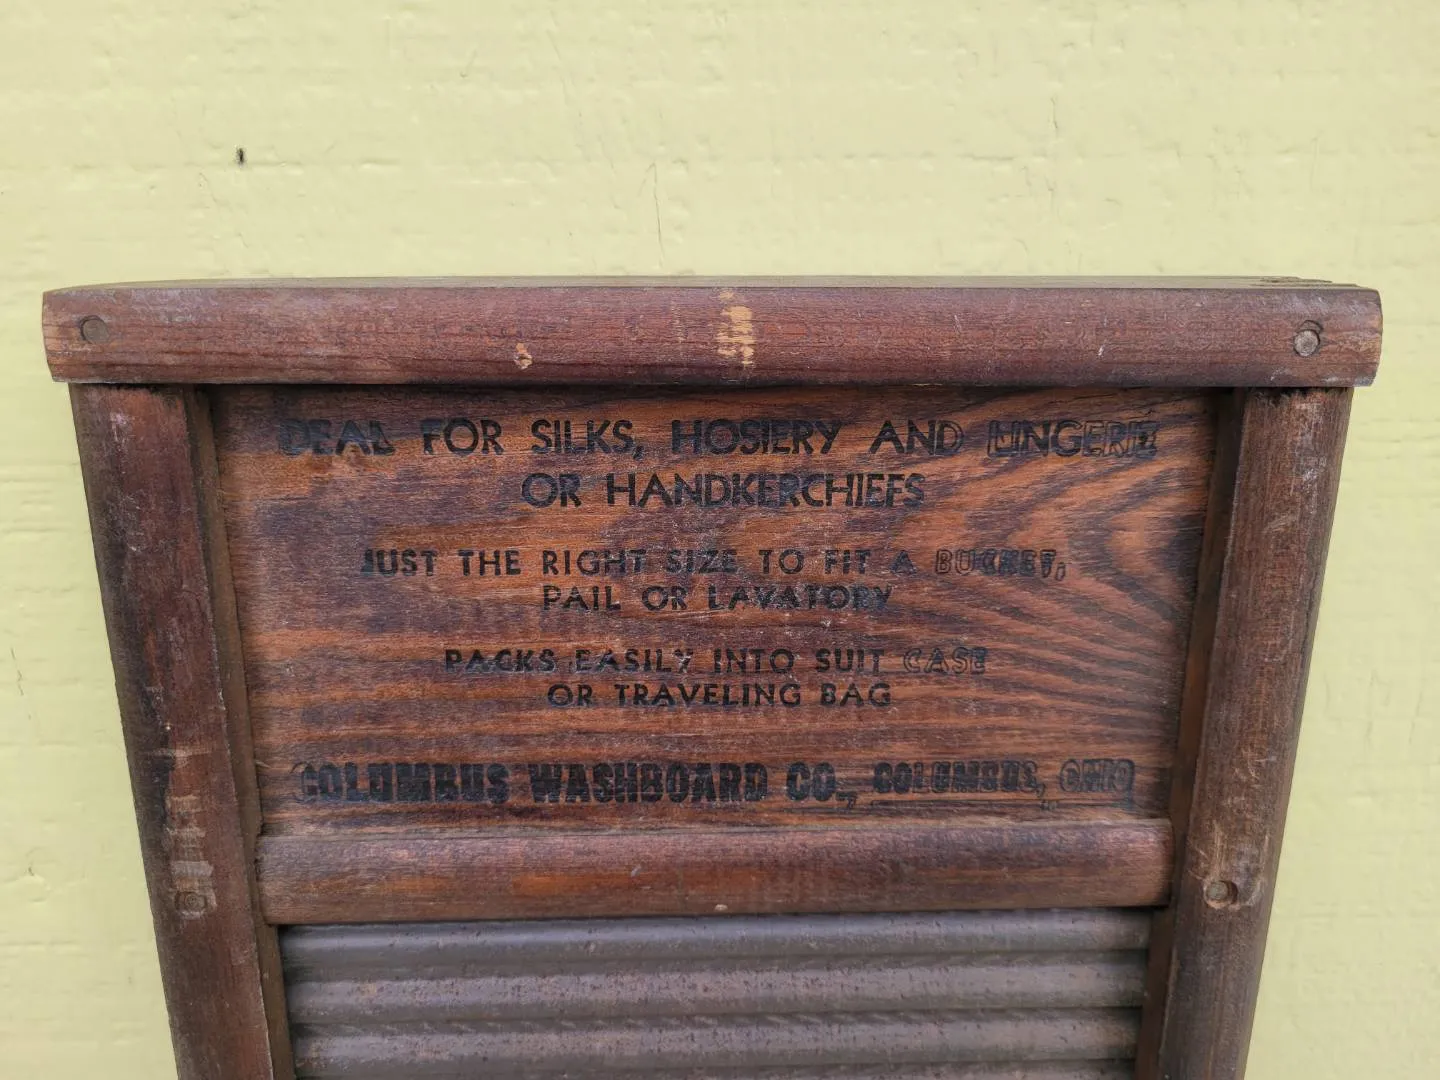 IDEAL FOR SILKS, HOSIERY AND LINGERIE
OR HANDKERCHIEFS
JUST THE RIGHT SIZE TO FIT A BUCKET,
PAIL OR LAVATORY
PACKS EASILY INTO SUIT CASE
OR TRAVELING BAG
COLUMBUS WASHBOARD CO., COLUMBUS, OHIO